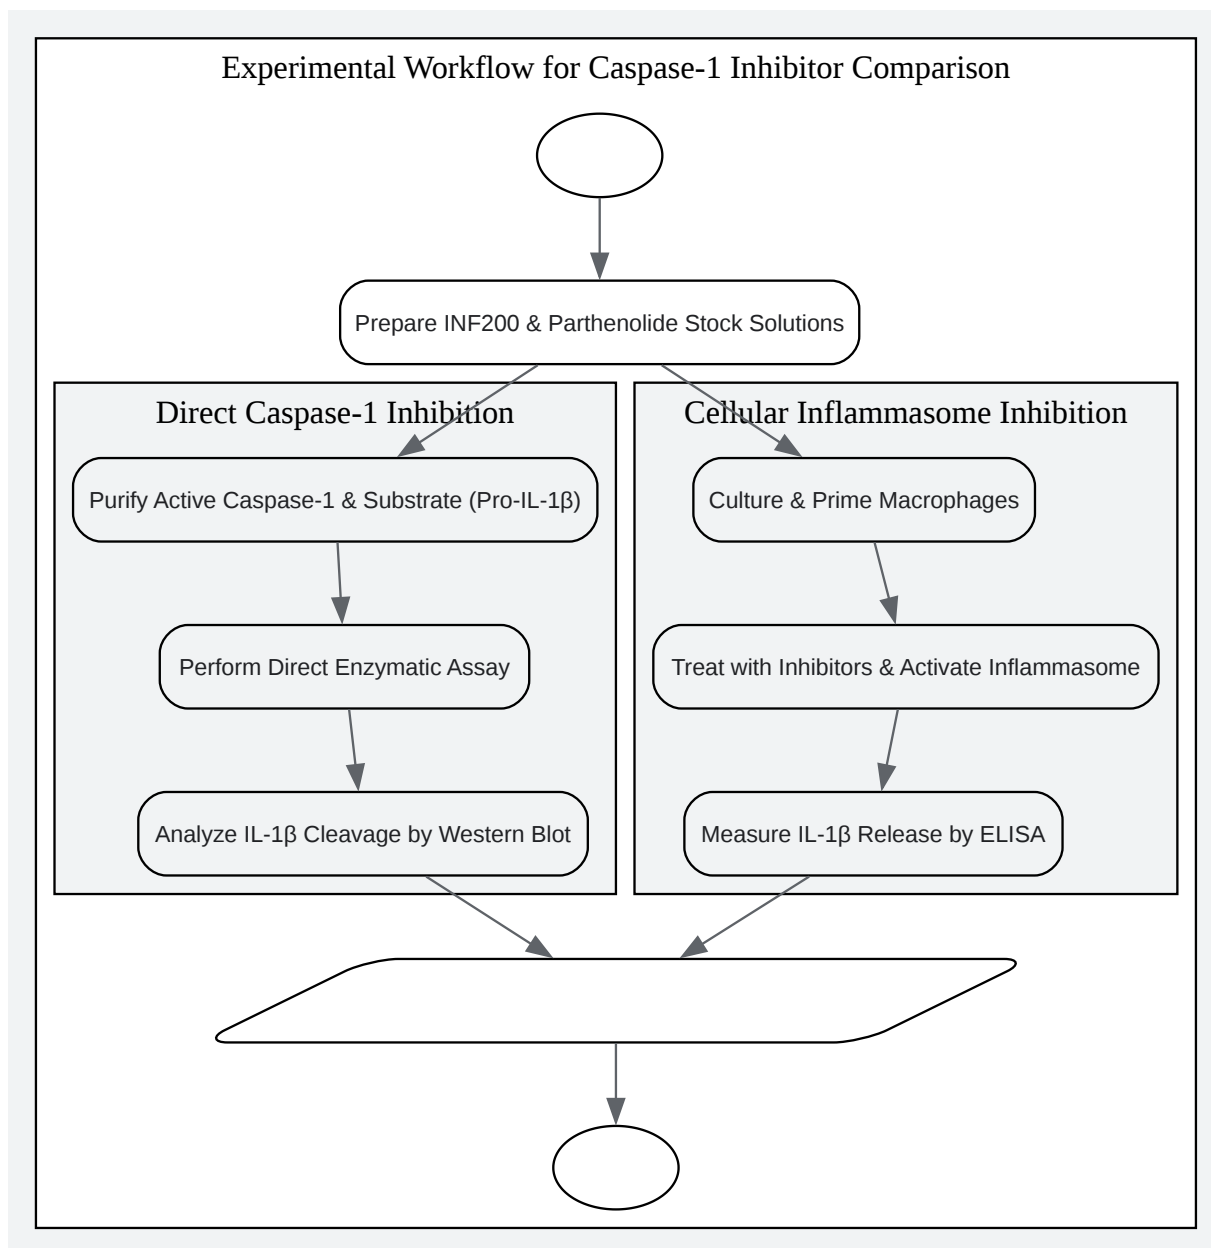 Experimental Workflow for Caspase-1 Inhibitor Comparison
Prepare INF200 & Parthenolide Stock Solutions
Direct Caspase-1 Inhibition
Purify Active Caspase-1 & Substrate (Pro-IL-1β)
Perform Direct Enzymatic Assay
Analyze IL-1β Cleavage by Western Blot
Cellular Inflammasome Inhibition
Culture & Prime Macrophages
Treat with Inhibitors & Activate Inflammasome
Measure IL-1β Release by ELISA